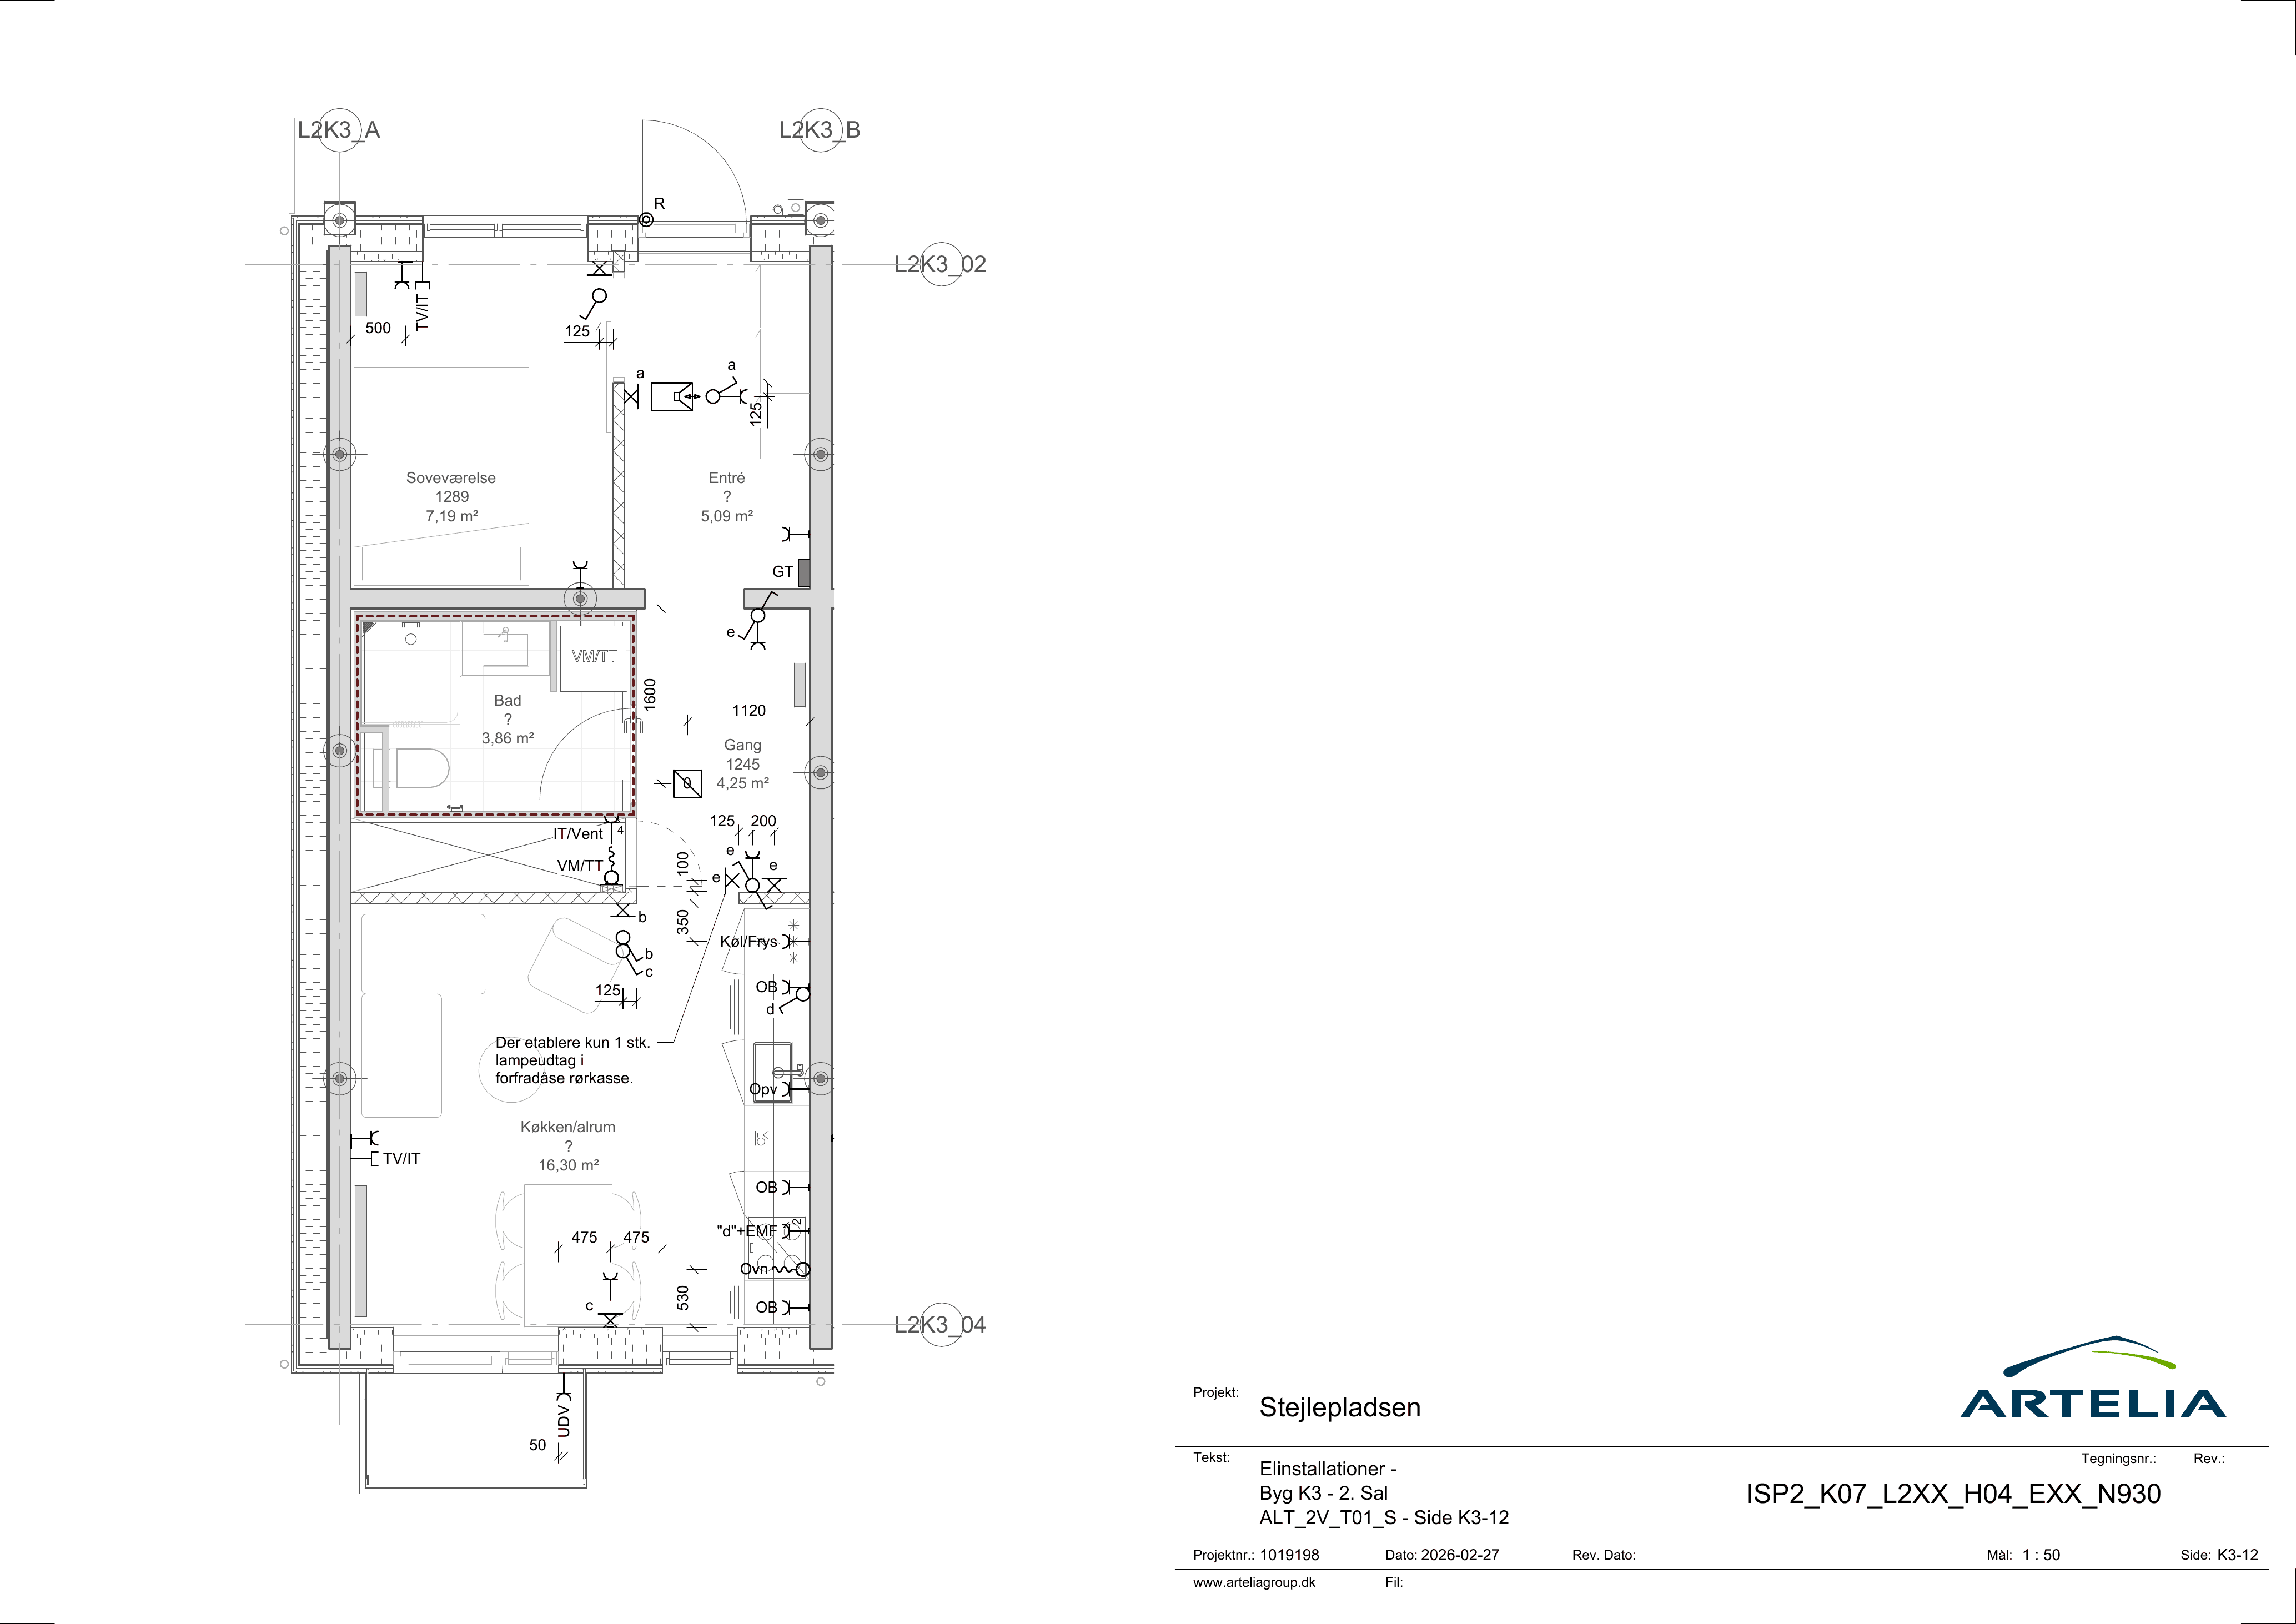 L2K3_A
L2K3_B
R
L2K3_02
TV/IT
500
125
a
a
125
Soveværelse
1289
7,19 m²
Entré
?
5,09 m²
GT
e
VM/TT
1600
Bad
?
3,86 m²
1120
Gang
1245
4,25 m²
125
200
IT/Vent
4
VM/TT
100
e
e
e
b
350
Køl/Frys
b
c
125
OB
d
Der etablere kun 1 stk.
lampeudtag i
forfradåse rørkasse.
Opv
Køkken/alrum
?
16,30 m²
TV/IT
OB
"d"+EMF
2
475
475
Ovn
530
c
OB
L2K3_04
UDV
50
ARTELIA
Projekt:
Stejlepladsen
Tekst:
Elinstallationer -
Byg K3 - 2. Sal
ALT_2V_T01_S - Side K3-12
Tegningsnr.:
Rev.:
ISP2_K07_L2XX_H04_EXX_N930
Projektnr.: 1019198
Dato: 2026-02-27
Rev. Dato:
Mål: 1 : 50
Side: K3-12
www.arteliagroup.dk
Fil: